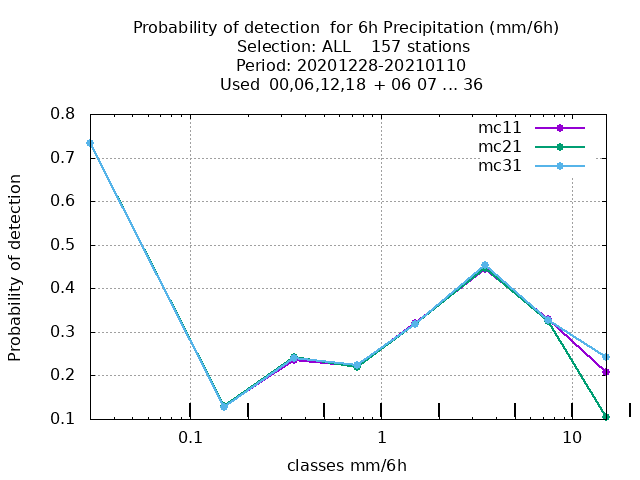 Probability of detection  for 6h Precipitation (mm/6h)
Selection: ALL    157 stations
Period: 20201228-20210110
Used  00,06,12,18  + 06 07 ... 36
0.8
0.7
0.6
0.5
0.4
0.3
0.2
0.1
Probability of detection
mc11
mc21
mc31
0.1 1 10
classes mm/6h